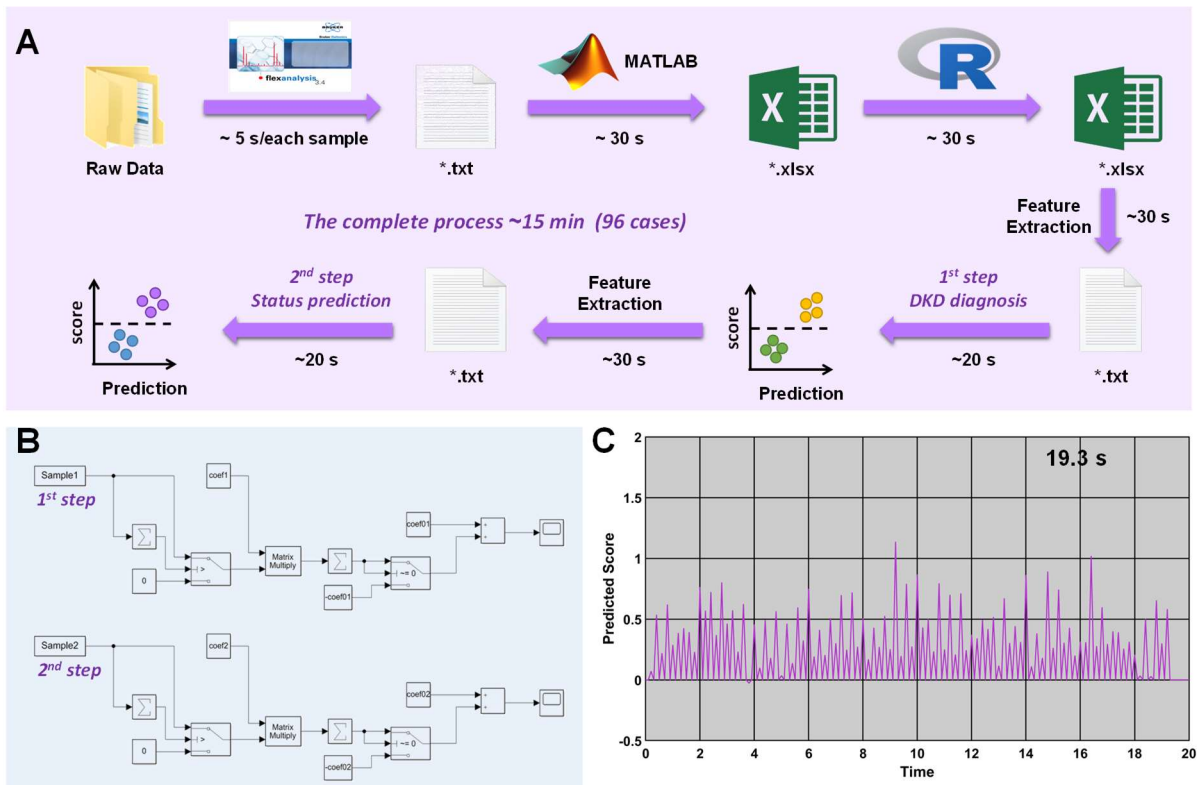 A
BRUKER
flexanalysis
3.4
MATLAB
R
Raw Data
~ 5 s/each sample
*.txt
~ 30 s
X
*.xlsx
~ 30 s
X
*.xlsx
The complete process ~15 min (96 cases)
Feature
Extraction
~30 s
2nd step
Status prediction
Feature
Extraction
1st step
DKD diagnosis
score
Prediction
~20 s
*.txt
~30 s
score
Prediction
~20 s
*.txt
B
Sample1
1st step
coef1
coef01
+
+
0
>
Matrix
Multiply
∑
∑
~= 0
-coef01
Sample2
2nd step
coef2
coef02
+
+
0
>
Matrix
Multiply
∑
∑
~= 0
-coef02
C
19.3 s
Predicted Score
2
1.5
1
0.5
0
-0.5
0 2 4 6 8 10 12 14 16 18 20
Time